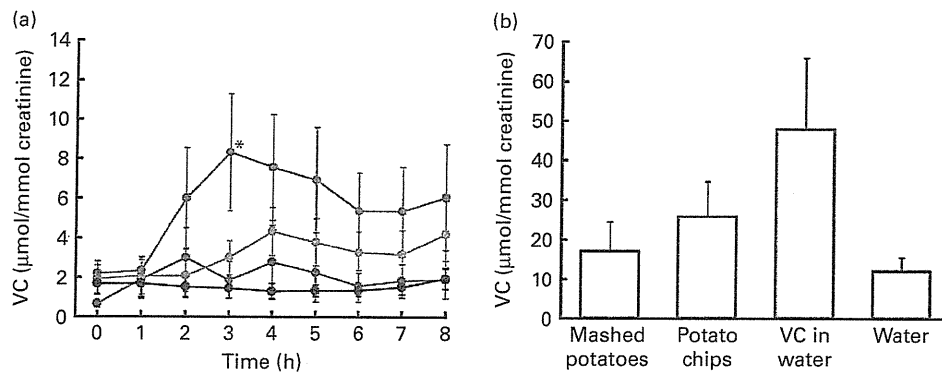 (a)
VC (μmol/mmol creatinine)
14
12
10
8
6
4
2
0
*
0 1 2 3 4 5 6 7 8
Time (h)
(b)
VC (μmol/mmol creatinine)
70
60
50
40
30
20
10
0
Mashed
potatoes
Potato
chips
VC in
water
Water